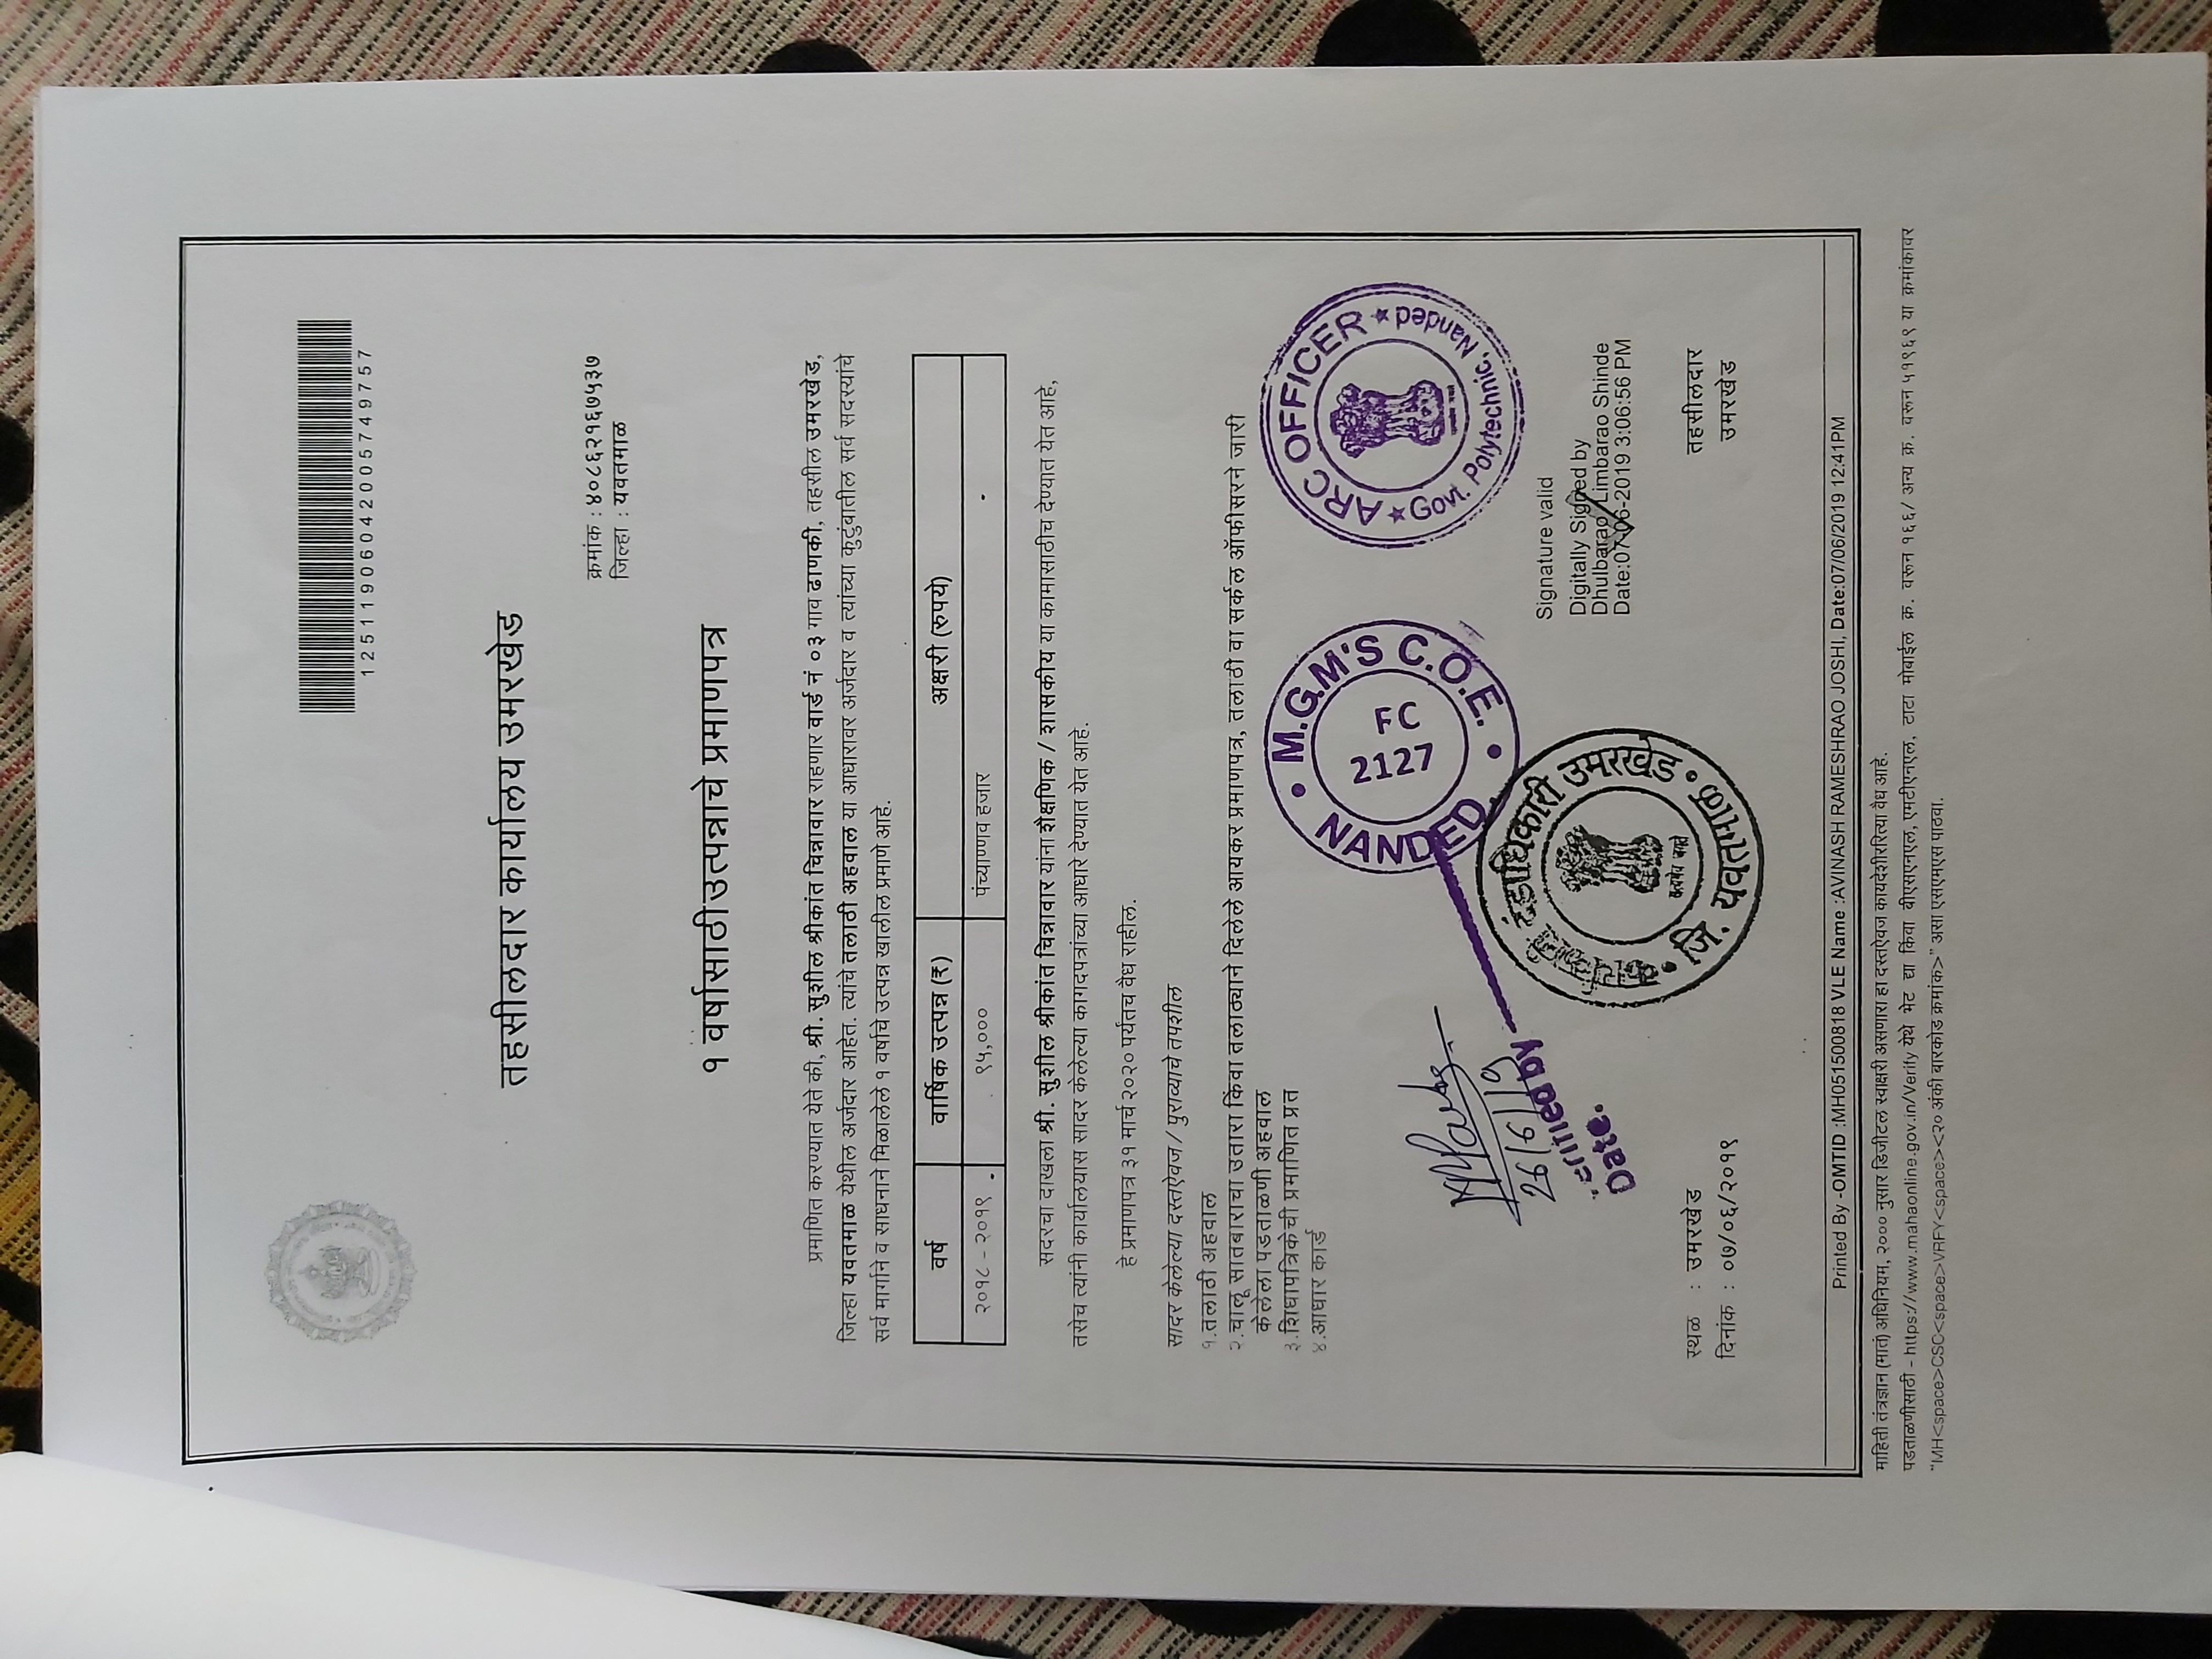 12511906042005749757
तहसीलदार कार्यालय उमरखेड
क्रमांक : ४०८६२१६७५३७
जिल्हा : यवतमाळ
१ वर्षासाठी उत्पन्नाचे प्रमाणपत्र
प्रमाणित करण्यात येते की, श्री. सुशील श्रीकांत चिन्नावार राहणार वार्ड नं ०३ गाव ढाणकी, तहसील उमरखेड,
जिल्हा यवतमाळ येथील अर्जदार आहेत. त्यांचे तलाठी अहवाल या आधारावर अर्जदार व त्यांच्या कुटुंबातील सर्व सदस्यांचे
सर्व मार्गाने व साधनाने मिळालेले १ वर्षाचे उत्पन्न खालील प्रमाणे आहे.
वर्ष वार्षिक उत्पन्न (₹) अक्षरी (रुपये)
२०१८ - २०१९ ९५,००० पंच्याण्णव हजार
सदरचा दाखला श्री. सुशील श्रीकांत चिन्नावार यांना शैक्षणिक / शासकीय या कामासाठीच देण्यात येत आहे,
तसेच त्यांनी कार्यालयास सादर केलेल्या कागदपत्रांच्या आधारे देण्यात येत आहे.
हे प्रमाणपत्र ३१ मार्च २०२० पर्यंतच वैध राहील.
सादर केलेल्या दस्तऐवज / पुराव्याचे तपशील
१.तलाठी अहवाल
२.चालू सातबाराचा उतारा किंवा तलाठ्याने दिलेले आयकर प्रमाणपत्र, तलाठी वा सर्कल ऑफीसरने जारी
केलेला पडताळणी अहवाल
३.शिधापत्रिकेची प्रमाणित प्रत
४.आधार कार्ड
M.G.M'S C.O.E. NANDED
FC
2127
ARC OFFICER
Govt. Polytechnic, Nanded
26/6/19
Verified by
Date.
कार्यकारी दंडाधिकारी उमरखेड
सत्यमेव जयते
जि. यवतमाळ
Signature valid
Digitally Signed by
Dhulbarao Limbarao Shinde
Date:07-06-2019 3:06:56 PM
स्थळ : उमरखेड
दिनांक : ०७/०६/२०१९
तहसीलदार
उमरखेड
Printed By -OMTID :MH051500818 VLE Name :AVINASH RAMESHRAO JOSHI, Date:07/06/2019 12:41PM
माहिती तंत्रज्ञान (मातं) अधिनियम, २००० नुसार डिजीटल स्वाक्षरी असणारा हा दस्तऐवज कायदेशीररित्या वैध आहे.
पडताळणीसाठी - https://www.mahaonline.gov.in/Verify येथे भेट द्या किंवा बीएसएनएल, एमटीएनएल, टाटा मोबाईल क्र. वरून १६६/ अन्य क्र. वरून ५१९६९ या क्रमांकावर
"MH<space>CSC<space>VRFY<space><२० अंकी बारकोड क्रमांक>" असा एसएमएस पाठवा.